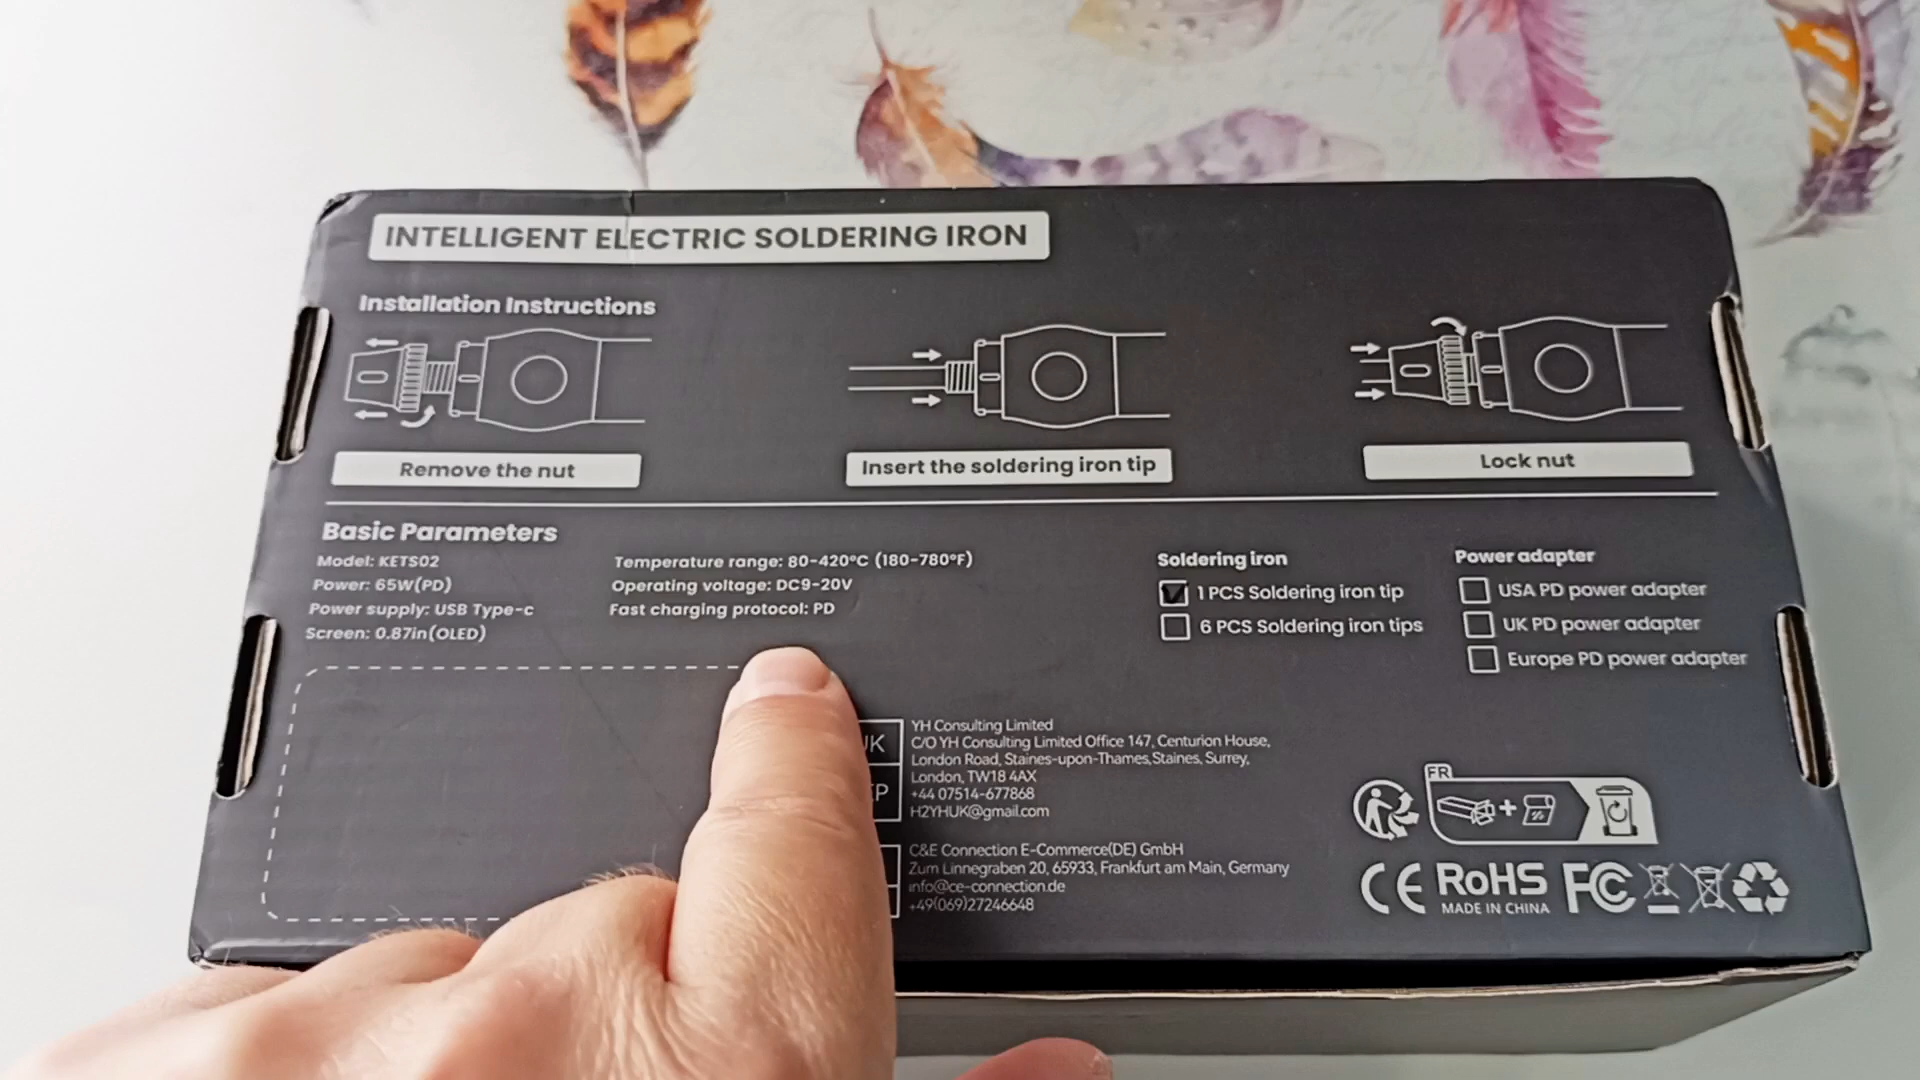 INTELLIGENT ELECTRIC SOLDERING IRON
Installation Instructions
Remove the nut
Insert the soldering iron tip
Lock nut
Basic Parameters
Model: KETS02
Power: 65W(PD)
Power supply: USB Type-c
Screen: 0.87in(OLED)
Temperature range: 80-420°C (180-780°F)
Operating voltage: DC9-20V
Fast charging protocol: PD
Soldering iron
1 PCS Soldering iron tip
6 PCS Soldering iron tips
Power adapter
USA PD power adapter
UK PD power adapter
Europe PD power adapter
YH Consulting Limited
C/O YH Consulting Limited Office 147, Centurion House,
London Road, Staines-upon-Thames,Staines, Surrey,
London, TW18 4AX
+44 07514-677868
H2YHUK@gmail.com
C&E Connection E-Commerce(DE) GmbH
Zum Linnegraben 20, 65933, Frankfurt am Main, Germany
info@ce-connection.de
+49(069)27246648
FR
CE RoHS FC
MADE IN CHINA